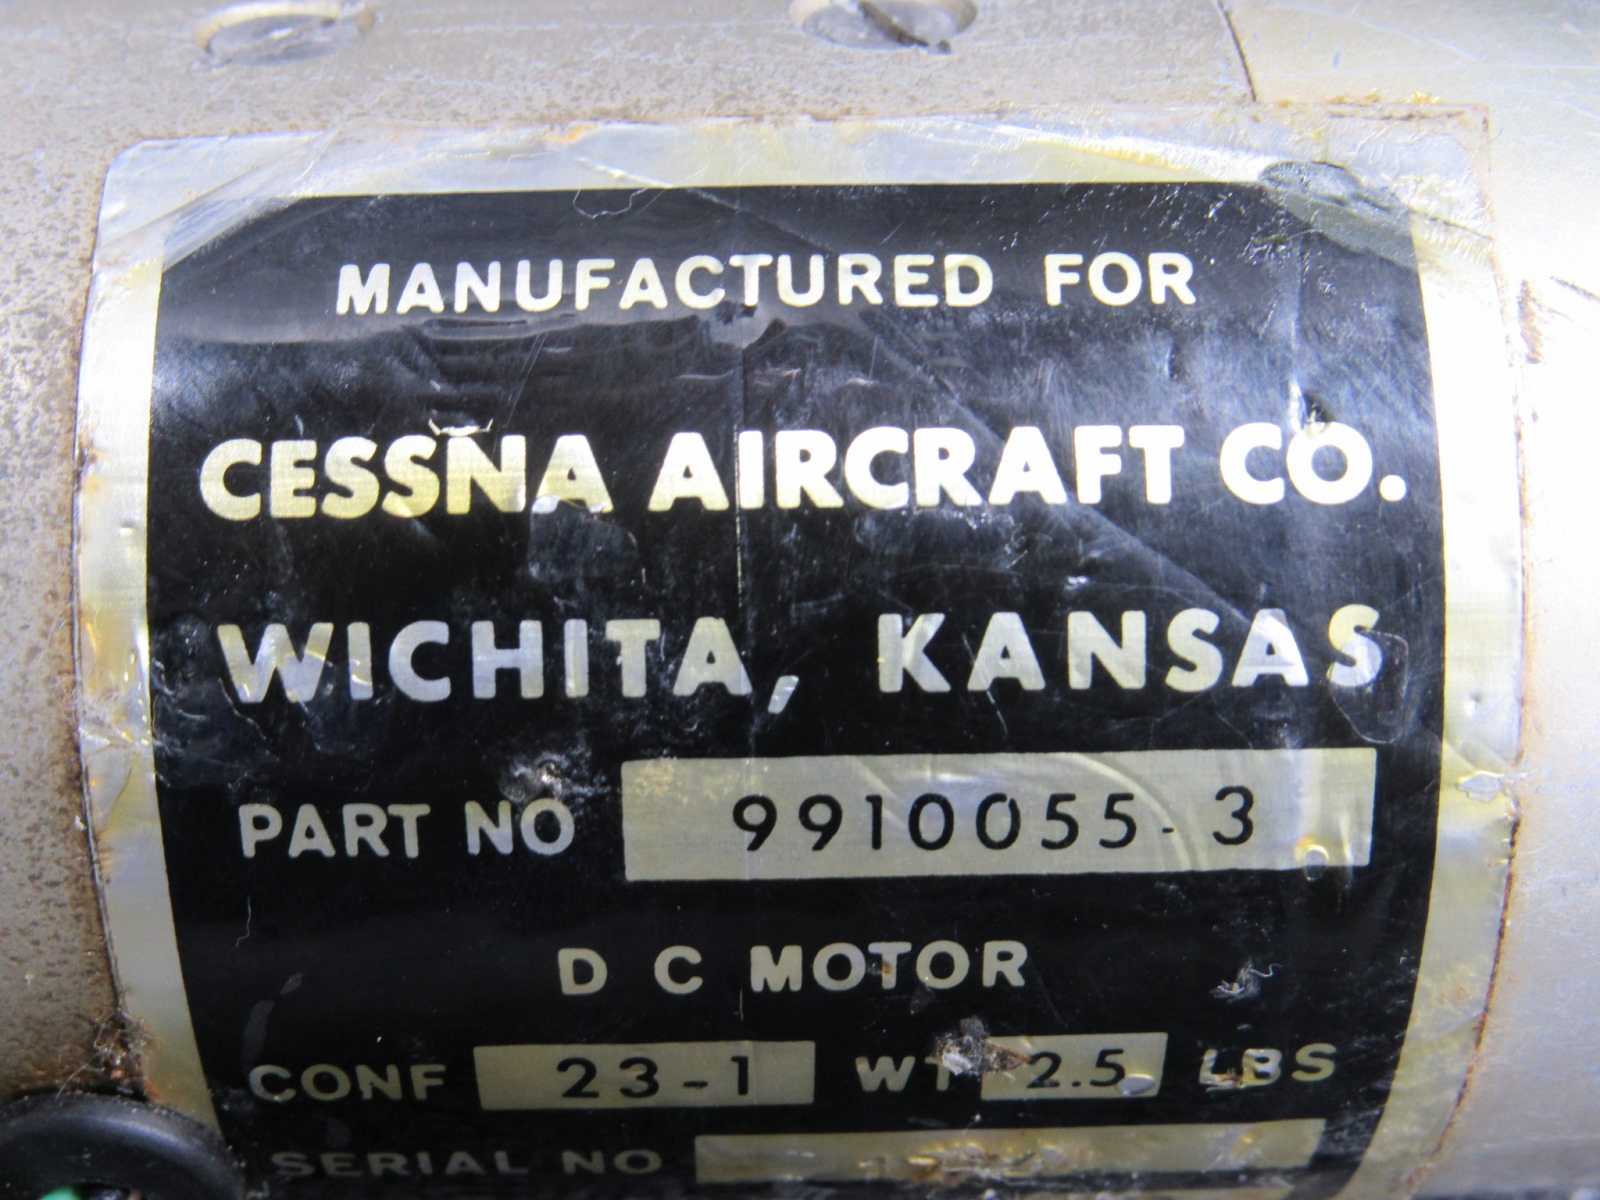 MANUFACTURED FOR
CESSNA AIRCRAFT CO.
WICHITA, KANSAS
PART NO 9910055-3
D C MOTOR
CONF 23-1 WT 2.5 LBS
SERIAL NO